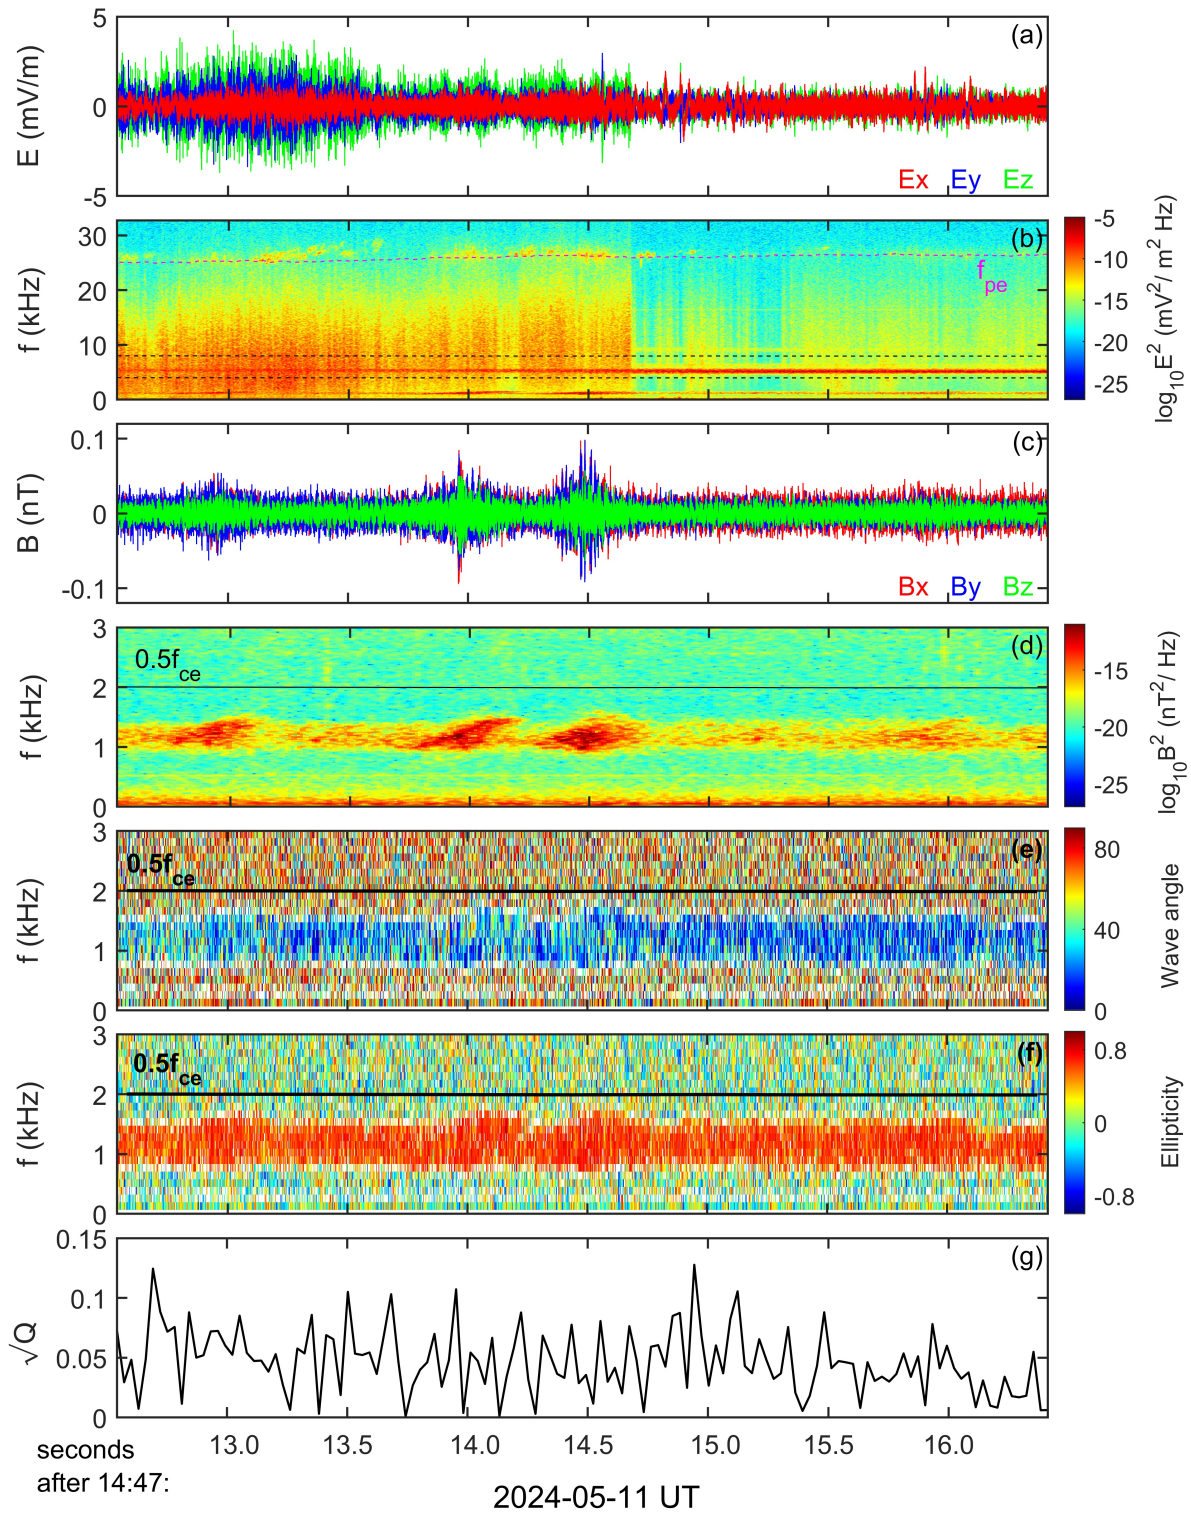 5
(a)
E (mV/m)
0
Ex Ey Ez
-5
30
(b)
-5
f (kHz)
20
f_pe
-10
-15
10
-20
0
-25
log₁₀E² (mV²/ m² Hz)
0.1
(c)
B (nT)
0
-0.1
Bx By Bz
3
(d)
0.5f_ce
f (kHz)
2
1
0
-15
-20
-25
log₁₀B² (nT²/ Hz)
3
(e)
0.5f_ce
f (kHz)
2
1
0
80
40
0
Wave angle
3
(f)
0.5f_ce
f (kHz)
2
1
0
0.8
0
-0.8
Ellipticity
0.15
(g)
0.1
√Q
0.05
0
seconds
after 14:47:
13.0 13.5 14.0 14.5 15.0 15.5 16.0
2024-05-11 UT